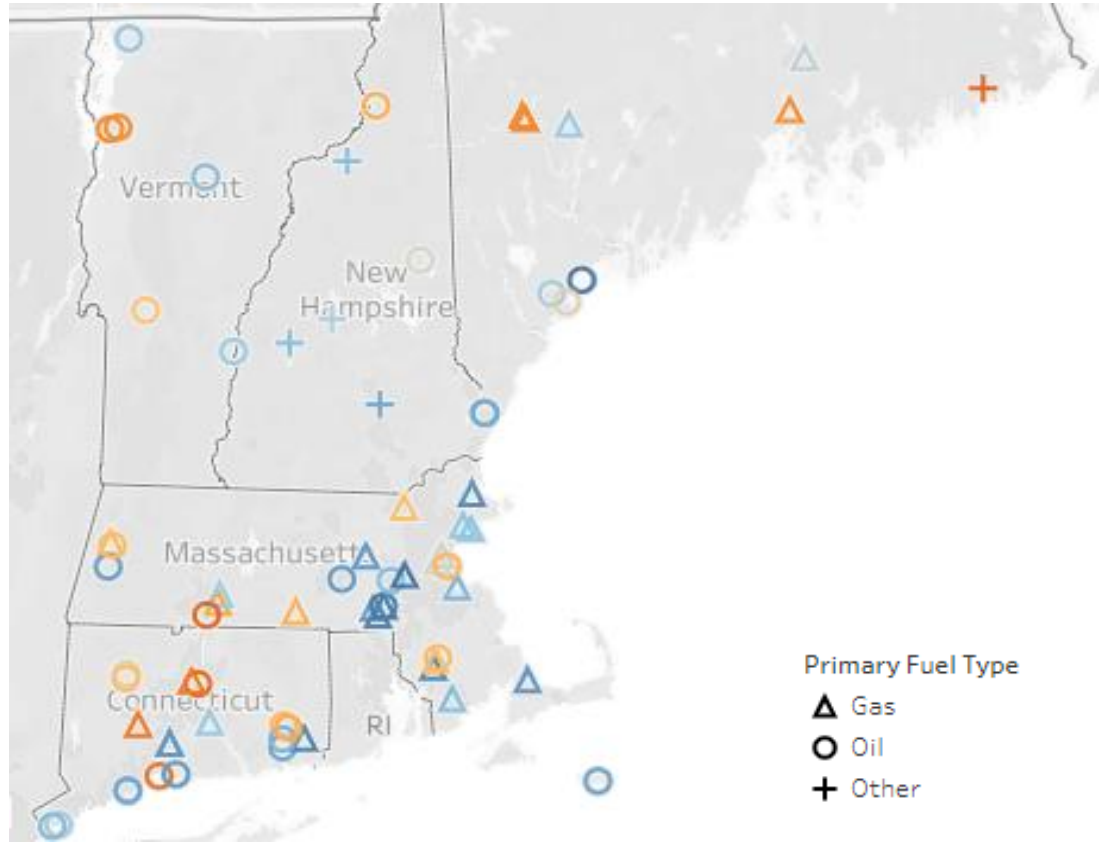 Vermont
New
Hampshire
Massachusett
Connecticut
RI
Primary Fuel Type
Gas
Oil
Other